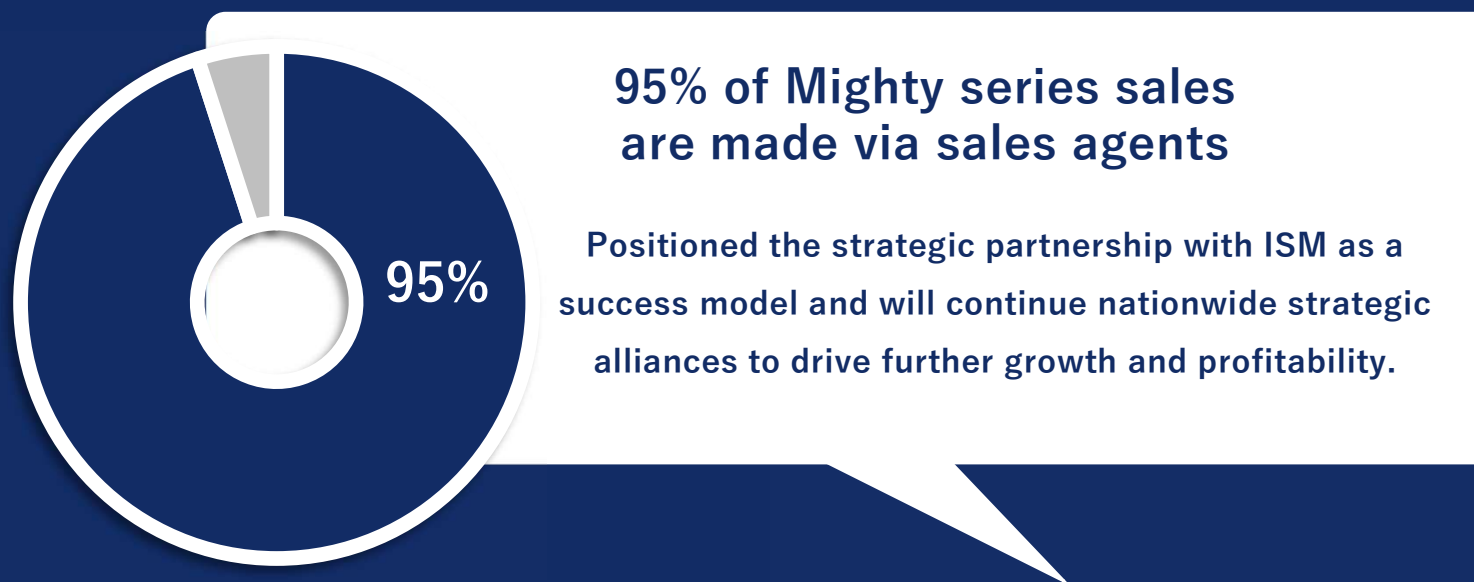 95% of Mighty series sales
are made via sales agents
95%
Positioned the strategic partnership with ISM as a
success model and will continue nationwide strategic
alliances to drive further growth and profitability.